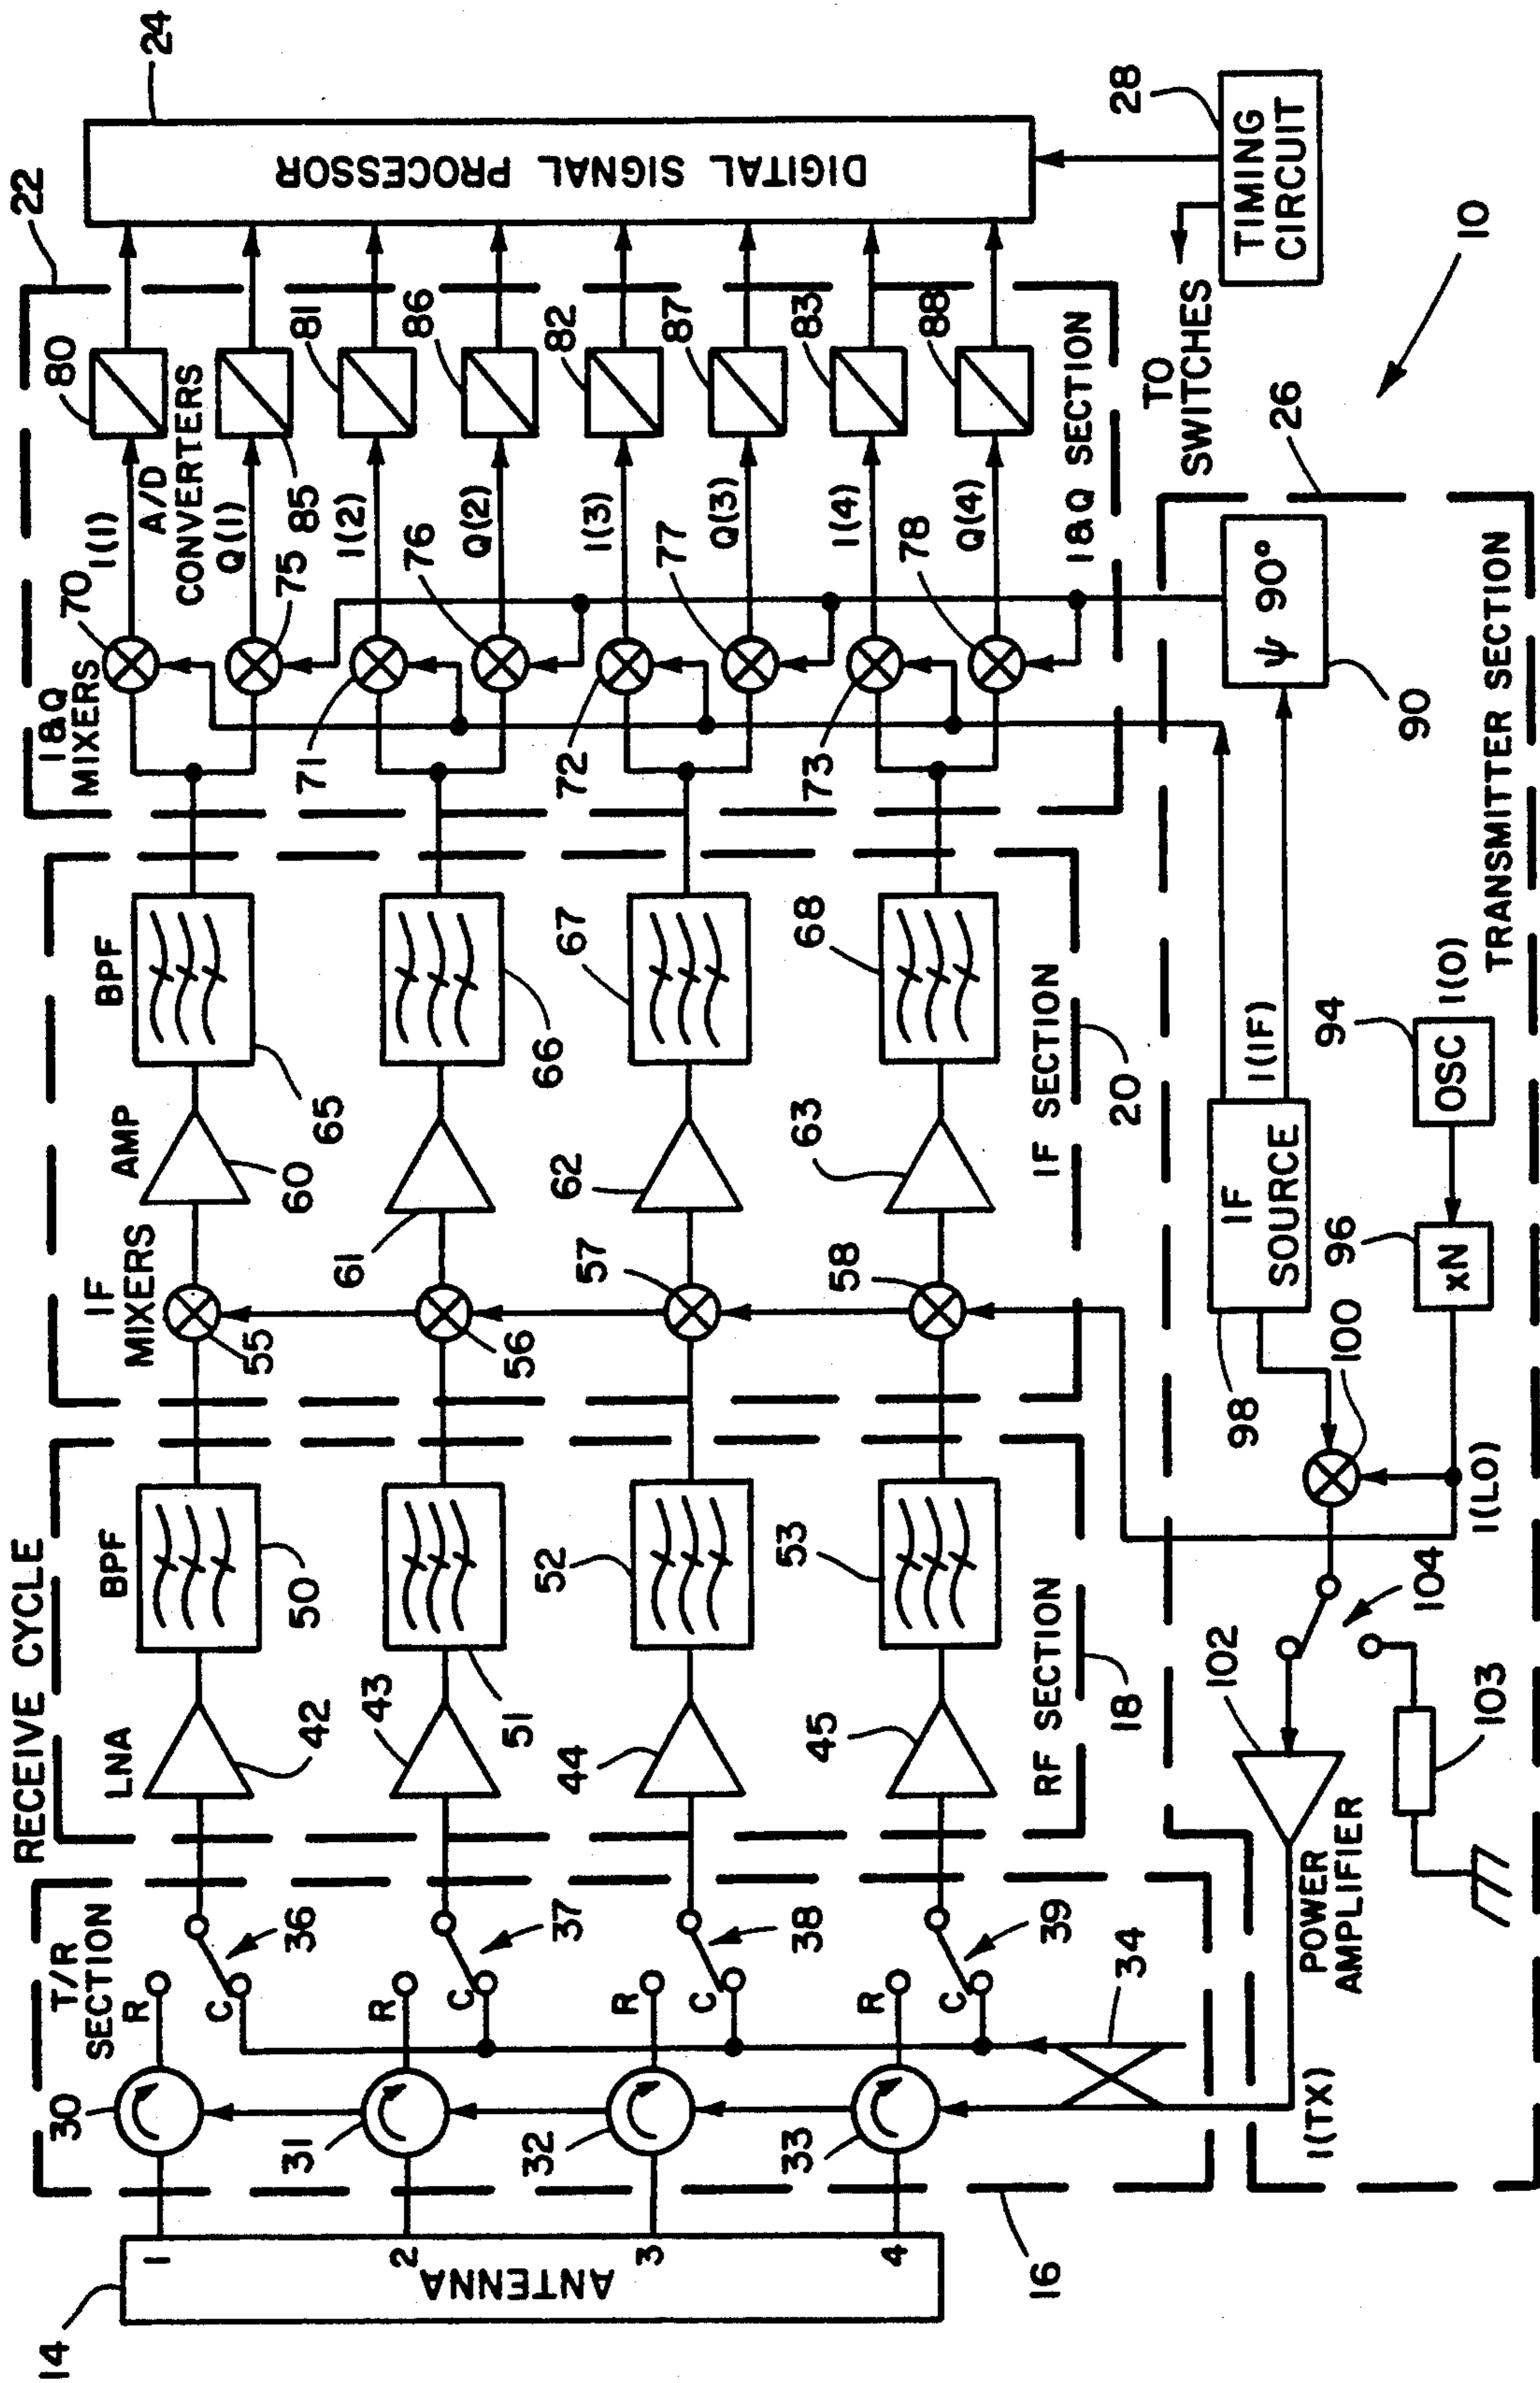 RECEIVE CYCLE
22
24
14
ANTENNA
1
2
3
4
T/R
SECTION
30
31
32
33
R
C
36
R
C
37
R
C
38
R
C
39
34
16
LNA
BPF
42
50
43
51
44
52
45
53
RF SECTION
18
IF
MIXERS
AMP
BPF
55
60
65
56
61
66
57
62
67
58
63
68
IF SECTION
20
I&Q
MIXERS
70
I(1)
80
A/D
CONVERTERS
75
Q(1)
85
71
I(2)
81
76
Q(2)
86
72
I(3)
82
77
Q(3)
87
73
I(4)
83
78
Q(4)
88
I&Q SECTION
DIGITAL SIGNAL PROCESSOR
TO
SWITCHES
28
TIMING
CIRCUIT
10
26
I(TX)
POWER
AMPLIFIER
102
103
104
98
100
IF
SOURCE
I(IF)
ψ 90°
90
I(LO)
96
xN
94
OSC
I(O)
TRANSMITTER SECTION